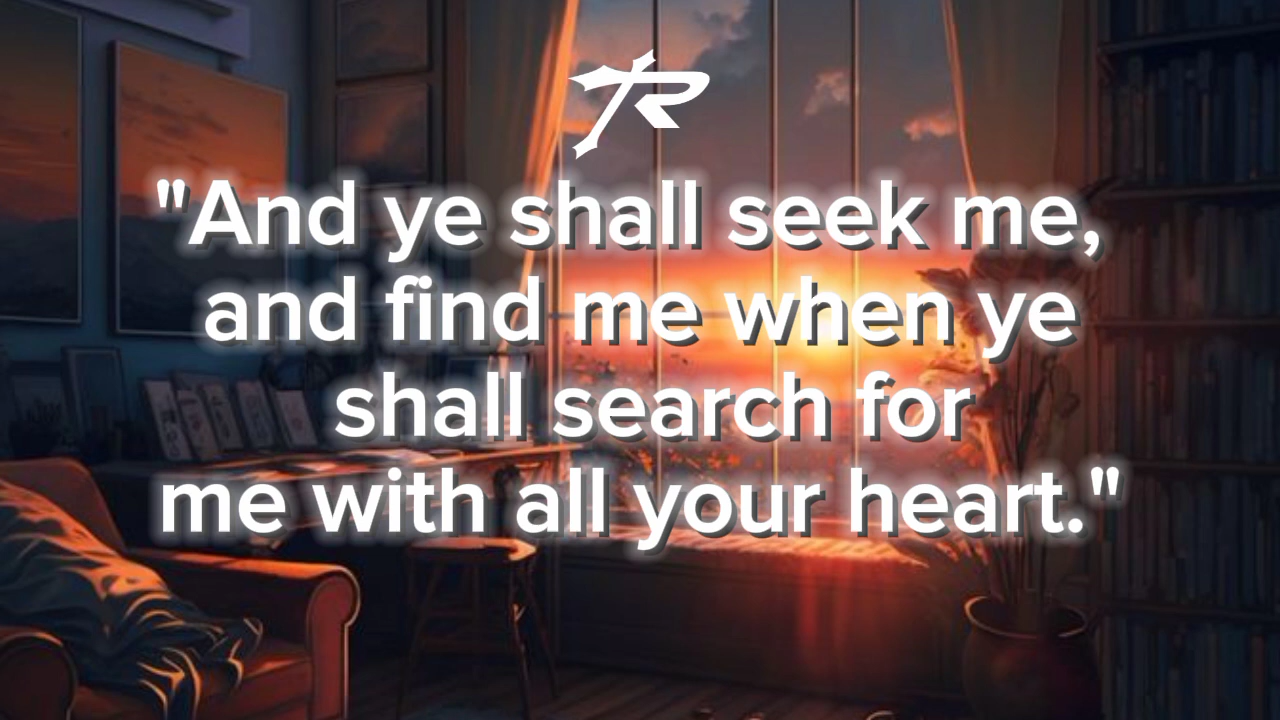 "And ye shall seek me,
and find me when ye
shall search for
me with all your heart."